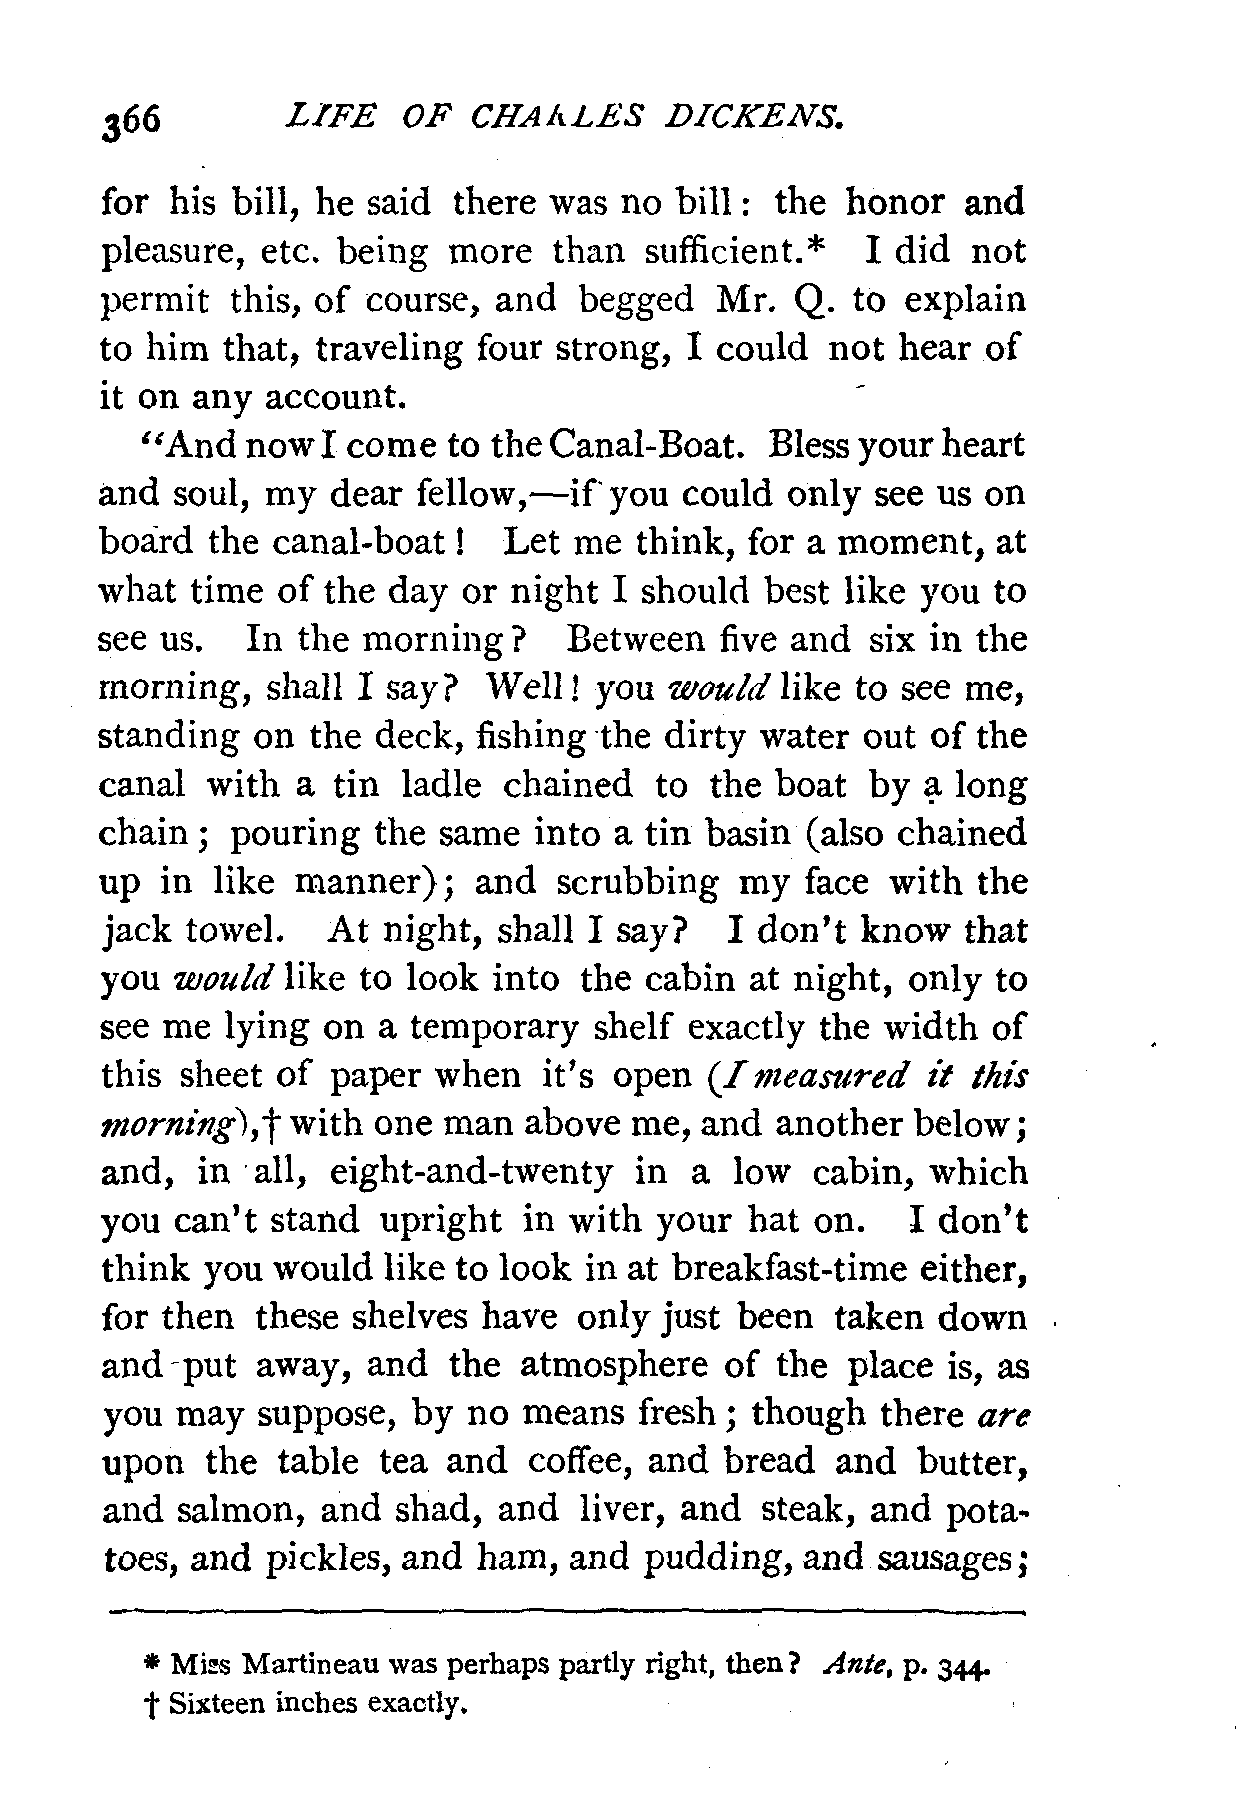 366 LIFE OF CHARLES DICKENS.
for his bill, he said there was no bill : the honor and
pleasure, etc. being more than sufficient.* I did not
permit this, of course, and begged Mr. Q. to explain
to him that, traveling four strong, I could not hear of
it on any account.
“And now I come to the Canal-Boat. Bless your heart
and soul, my dear fellow,—if you could only see us on
board the canal-boat ! Let me think, for a moment, at
what time of the day or night I should best like you to
see us. In the morning ? Between five and six in the
morning, shall I say? Well ! you would like to see me,
standing on the deck, fishing the dirty water out of the
canal with a tin ladle chained to the boat by a long
chain ; pouring the same into a tin basin (also chained
up in like manner) ; and scrubbing my face with the
jack towel. At night, shall I say? I don't know that
you would like to look into the cabin at night, only to
see me lying on a temporary shelf exactly the width of
this sheet of paper when it's open (I measured it this
morning),† with one man above me, and another below ;
and, in all, eight-and-twenty in a low cabin, which
you can't stand upright in with your hat on. I don't
think you would like to look in at breakfast-time either,
for then these shelves have only just been taken down
and put away, and the atmosphere of the place is, as
you may suppose, by no means fresh ; though there are
upon the table tea and coffee, and bread and butter,
and salmon, and shad, and liver, and steak, and pota-
toes, and pickles, and ham, and pudding, and sausages ;
* Miss Martineau was perhaps partly right, then ? Ante, p. 344.
† Sixteen inches exactly.